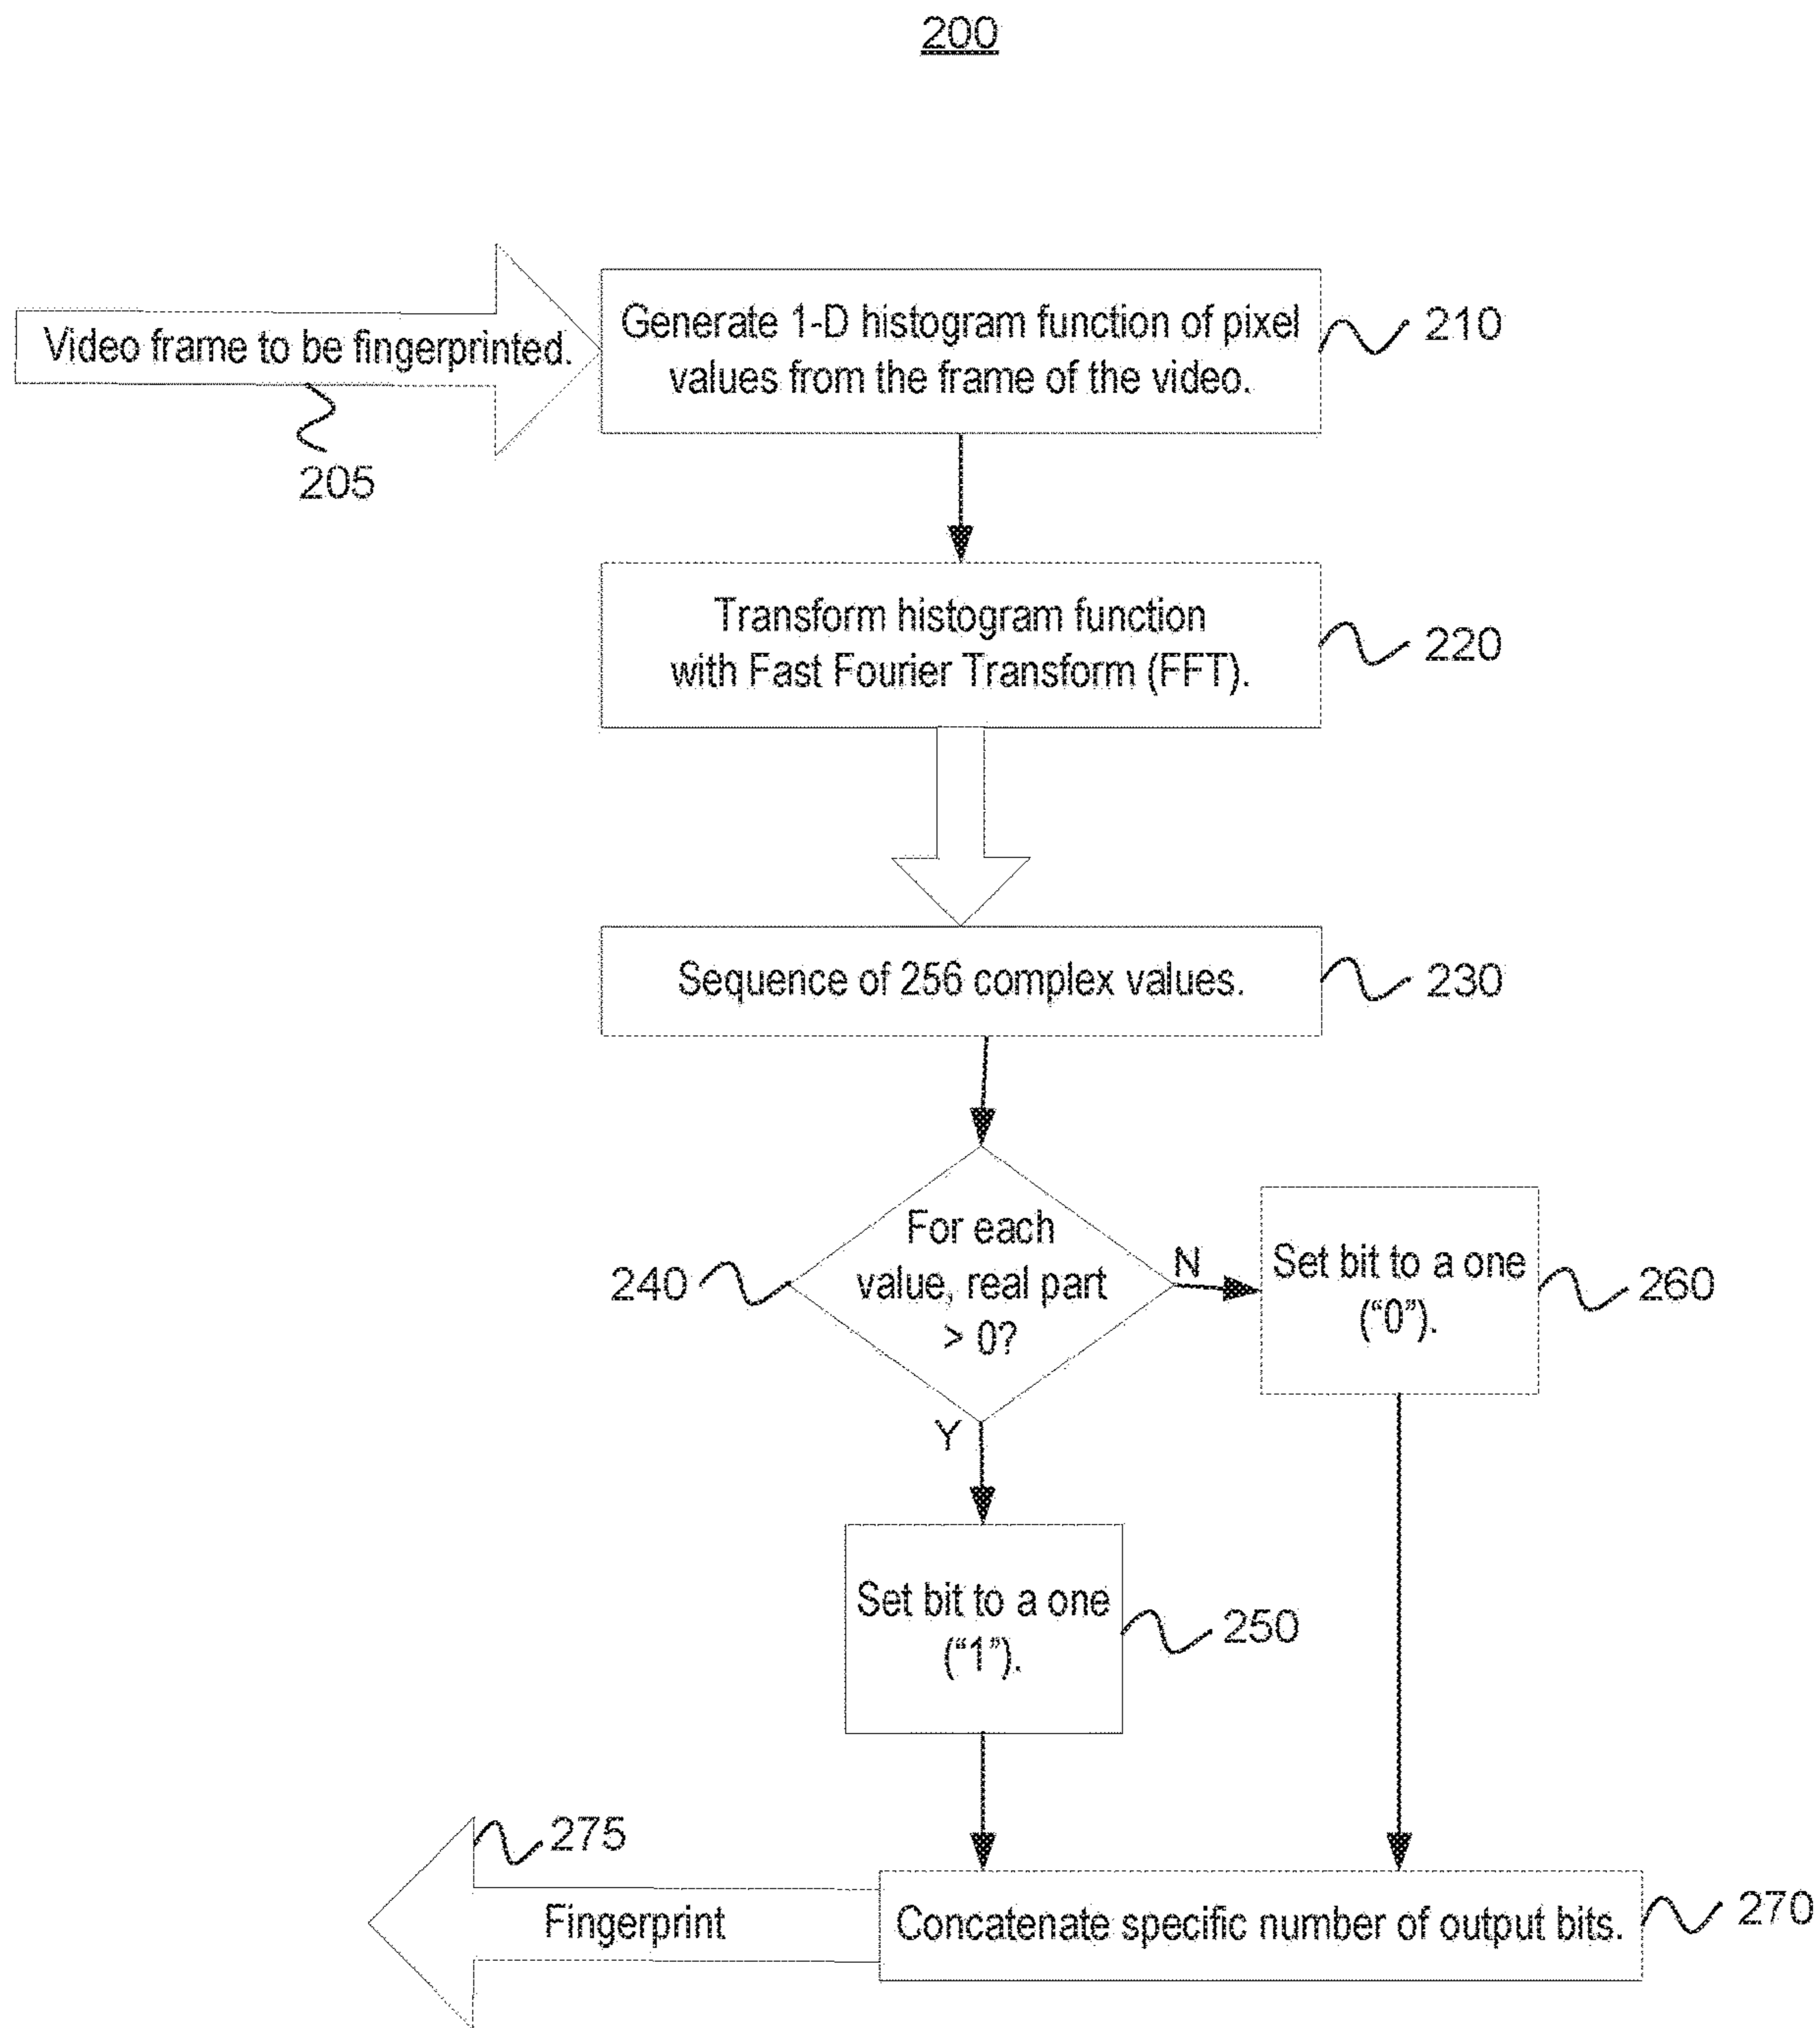 200
Video frame to be fingerprinted.
205
Generate 1-D histogram function of pixel
values from the frame of the video.
210
Transform histogram function
with Fast Fourier Transform (FFT).
220
Sequence of 256 complex values.
230
For each
value, real part
> 0?
240
N
Set bit to a one
("0").
260
Y
Set bit to a one
("1").
250
275
Fingerprint
Concatenate specific number of output bits.
270